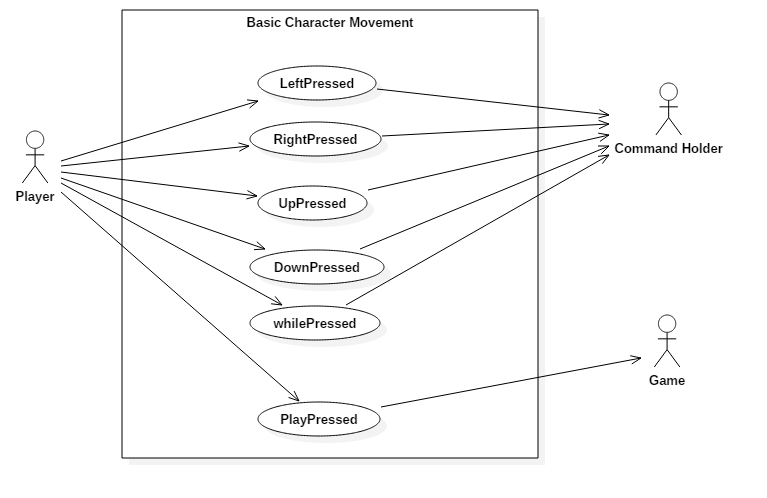 Basic Character Movement
LeftPressed
RightPressed
Command Holder
Player
UpPressed
DownPressed
whilePressed
Game
PlayPressed